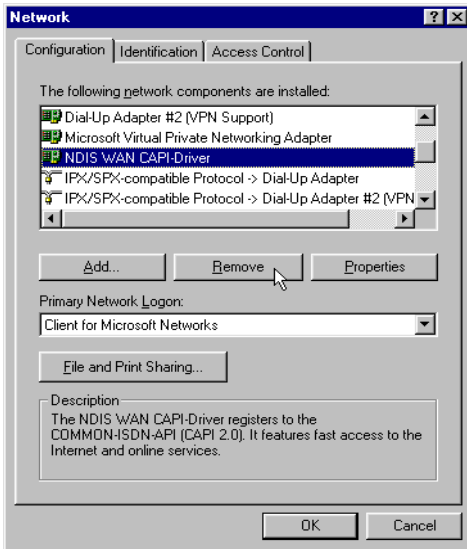 Network
Configuration Identification Access Control
The following network components are installed:
Dial-Up Adapter #2 (VPN Support)
Microsoft Virtual Private Networking Adapter
NDIS WAN CAPI-Driver
IPX/SPX-compatible Protocol -> Dial-Up Adapter
IPX/SPX-compatible Protocol -> Dial-Up Adapter #2 (VPN
Add... Remove Properties
Primary Network Logon:
Client for Microsoft Networks
File and Print Sharing...
Description
The NDIS WAN CAPI-Driver registers to the
COMMON-ISDN-API (CAPI 2.0). It features fast access to the
Internet and online services.
OK Cancel